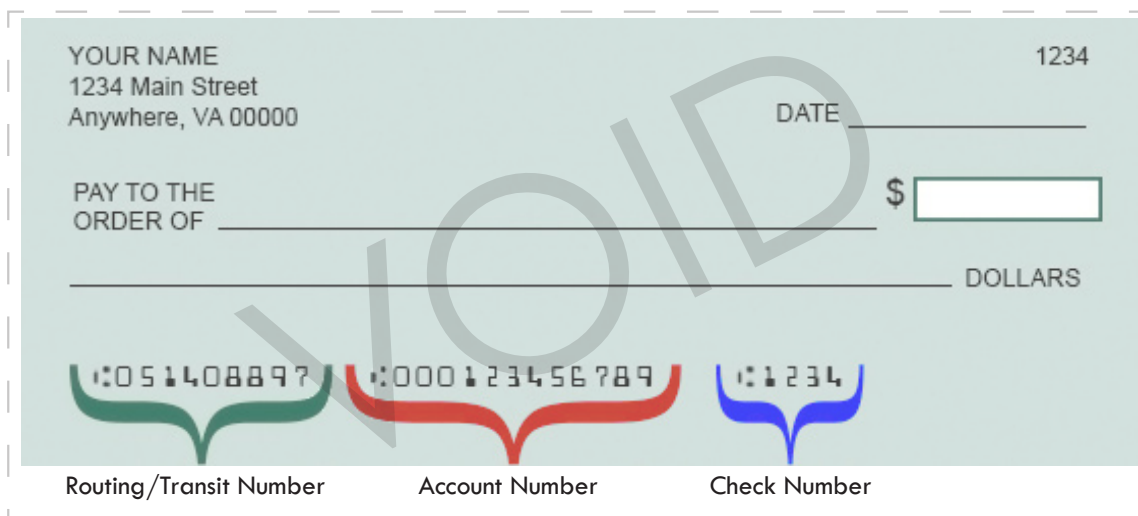 YOUR NAME 1234
1234 Main Street
Anywhere, VA 00000
DATE
PAY TO THE
ORDER OF
$
DOLLARS
VOID
⑆051408897 ⑆000123456789 ⑆1234
Routing/Transit Number Account Number Check Number